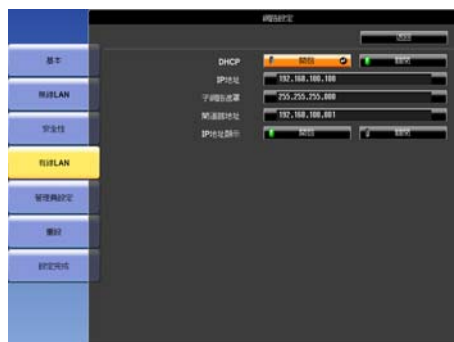 網路設定
返回
基本
無線LAN
安全性
有線LAN
管理員設定
重設
設定完成
DHCP 開啟 關閉
IP地址 192.168.100.100
子網路遮罩 255.255.255.000
閘道器地址 192.168.100.001
IP地址顯示 開啟 關閉